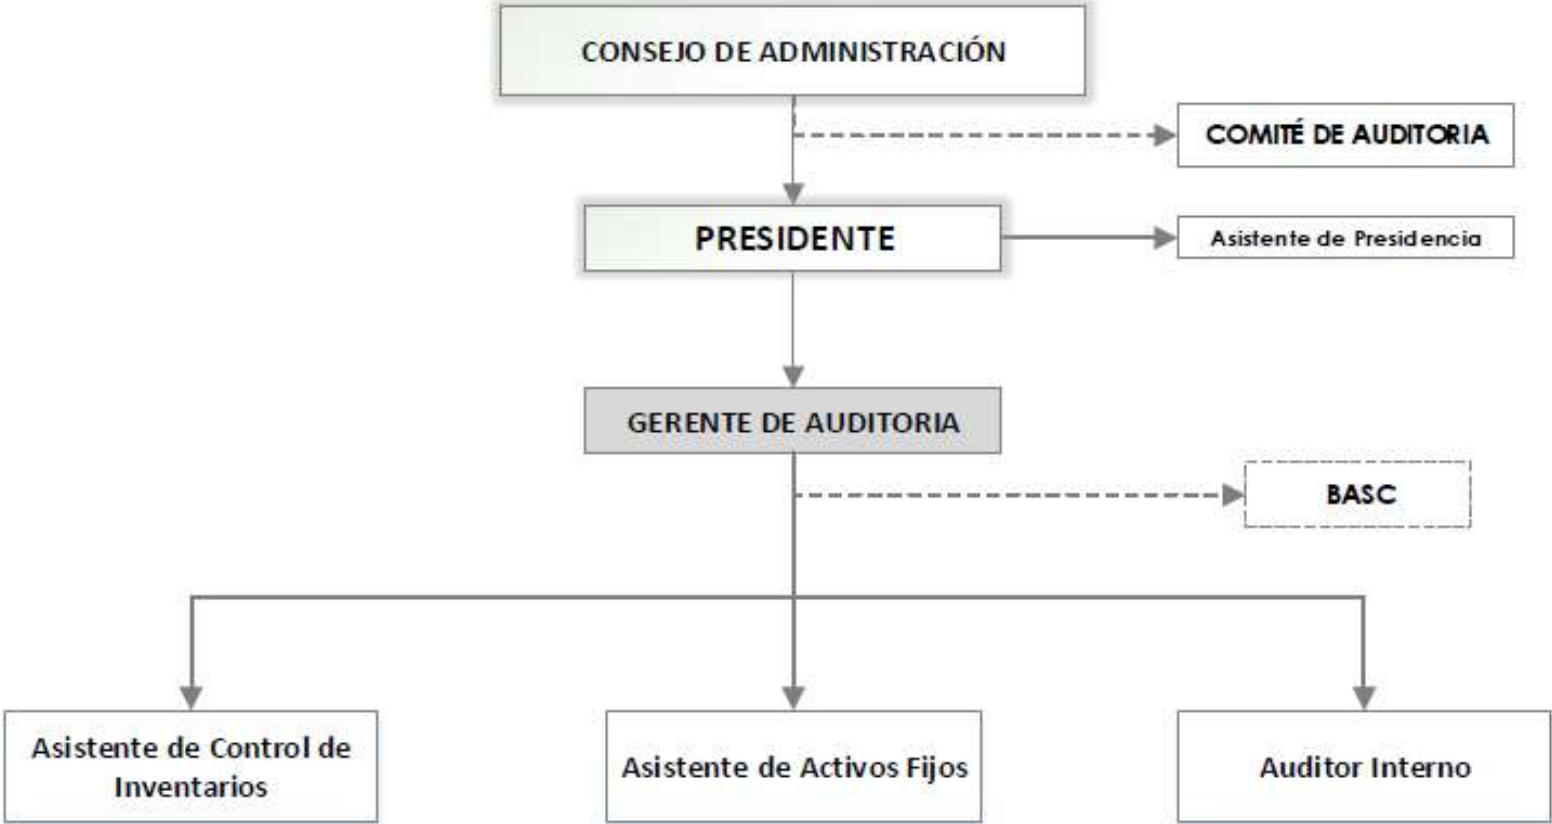 CONSEJO DE ADMINISTRACIÓN
COMITÉ DE AUDITORIA
PRESIDENTE
Asistente de Presidencia
GERENTE DE AUDITORIA
BASC
Asistente de Control de
Inventarios
Asistente de Activos Fijos
Auditor Interno